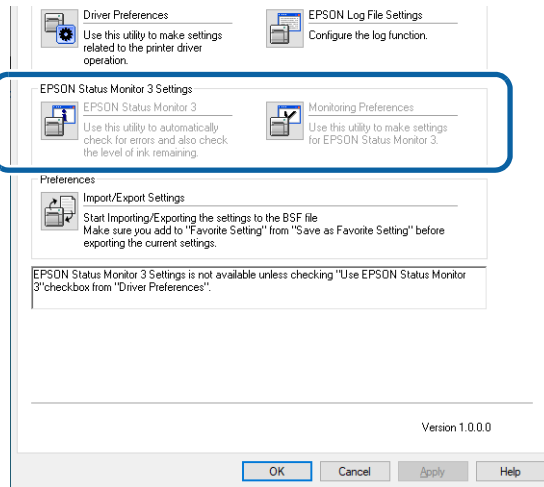 Driver Preferences
Use this utility to make settings
related to the printer driver
operation.
EPSON Log File Settings
Configure the log function.
EPSON Status Monitor 3 Settings
EPSON Status Monitor 3
Use this utility to automatically
check for errors and also check
the level of ink remaining.
Monitoring Preferences
Use this utility to make settings
for EPSON Status Monitor 3.
Preferences
Import/Export Settings
Start Importing/Exporting the settings to the BSF file
Make sure you add to "Favorite Setting" from "Save as Favorite Setting" before
exporting the current settings.
EPSON Status Monitor 3 Settings is not available unless checking "Use EPSON Status Monitor
3"checkbox from "Driver Preferences".
Version 1.0.0.0
OK
Cancel
Apply
Help